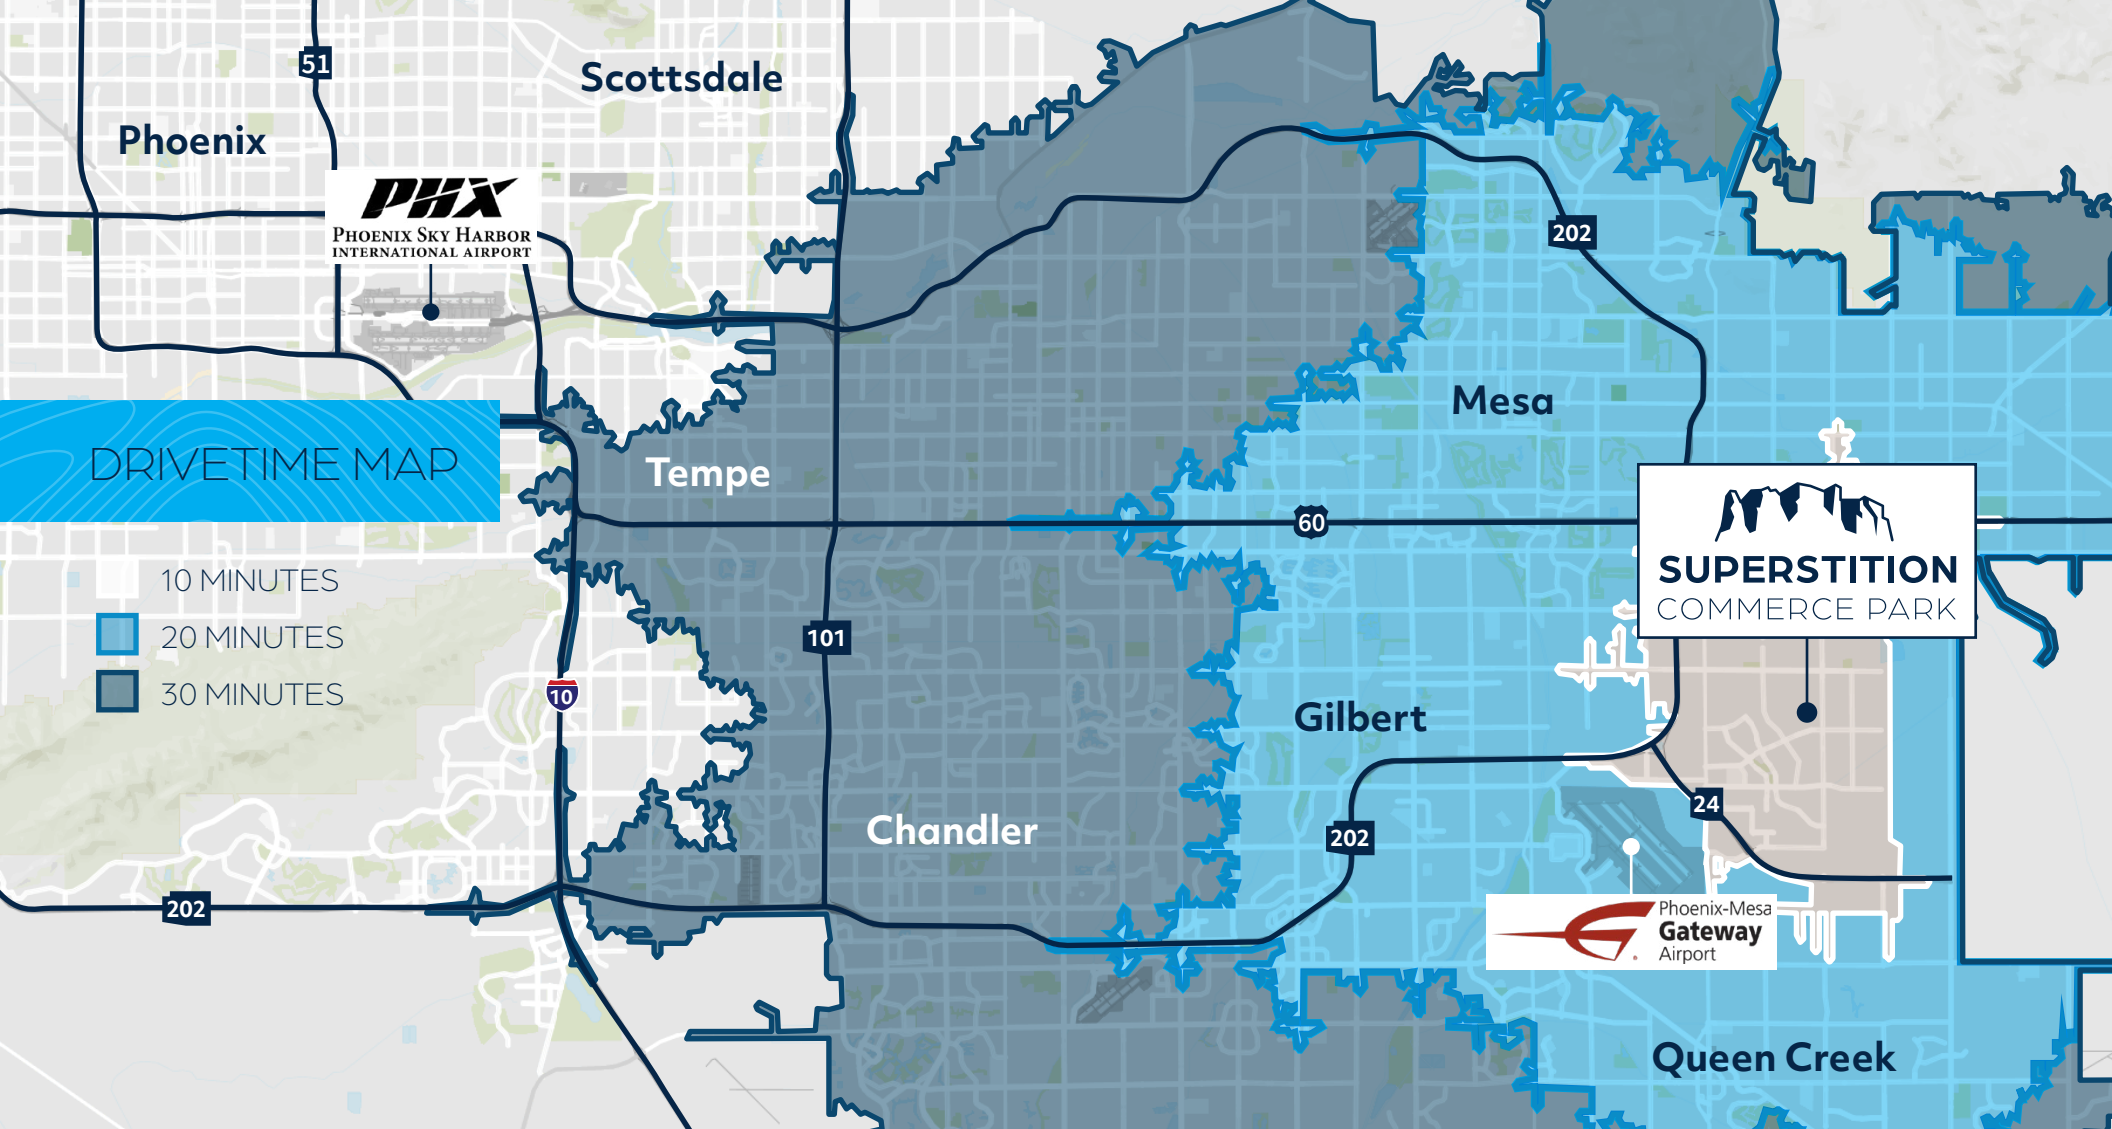 51
Scottsdale
Phoenix
PHX
PHOENIX SKY HARBOR
INTERNATIONAL AIRPORT
202
Mesa
DRIVETIME MAP
Tempe
60
SUPERSTITION
COMMERCE PARK
10 MINUTES
20 MINUTES
30 MINUTES
101
10
Gilbert
24
Chandler
202
202
Phoenix-Mesa
Gateway
Airport
Queen Creek